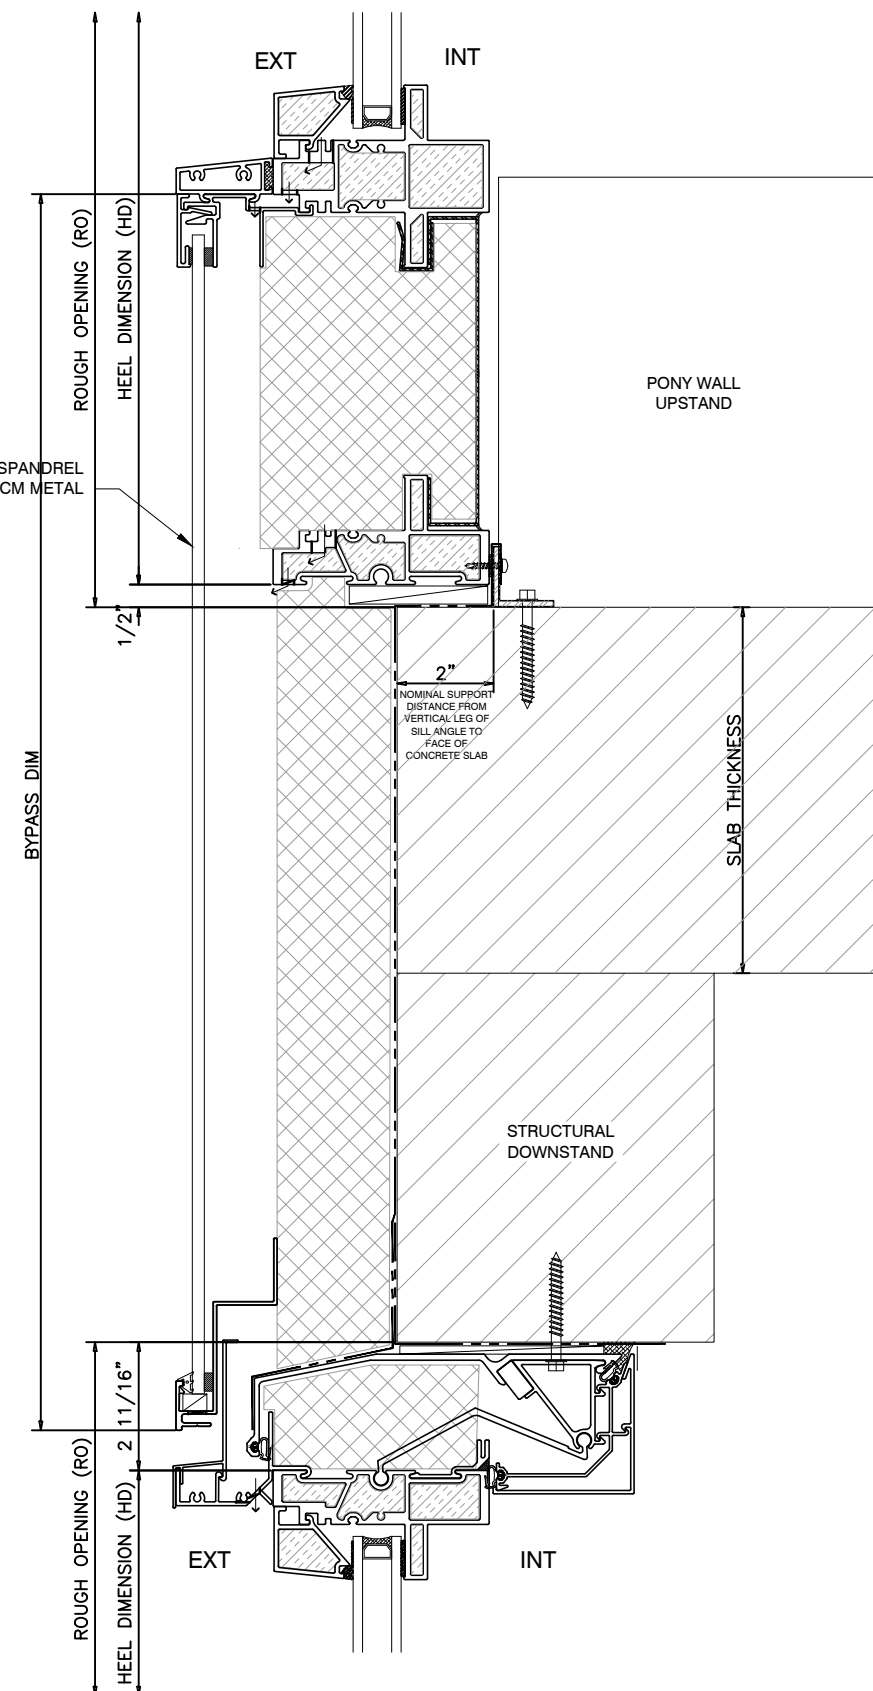 EXT
INT
ROUGH OPENING (RO)
HEEL DIMENSION (HD)
PONY WALL
UPSTAND
SPANDREL
CM METAL
1/2"
2"
NOMINAL SUPPORT
DISTANCE FROM
VERTICAL LEG OF
SILL ANGLE TO
FACE OF
CONCRETE SLAB
BYPASS DIM
SLAB THICKNESS
STRUCTURAL
DOWNSTAND
2 11/16"
ROUGH OPENING (RO)
HEEL DIMENSION (HD)
EXT
INT